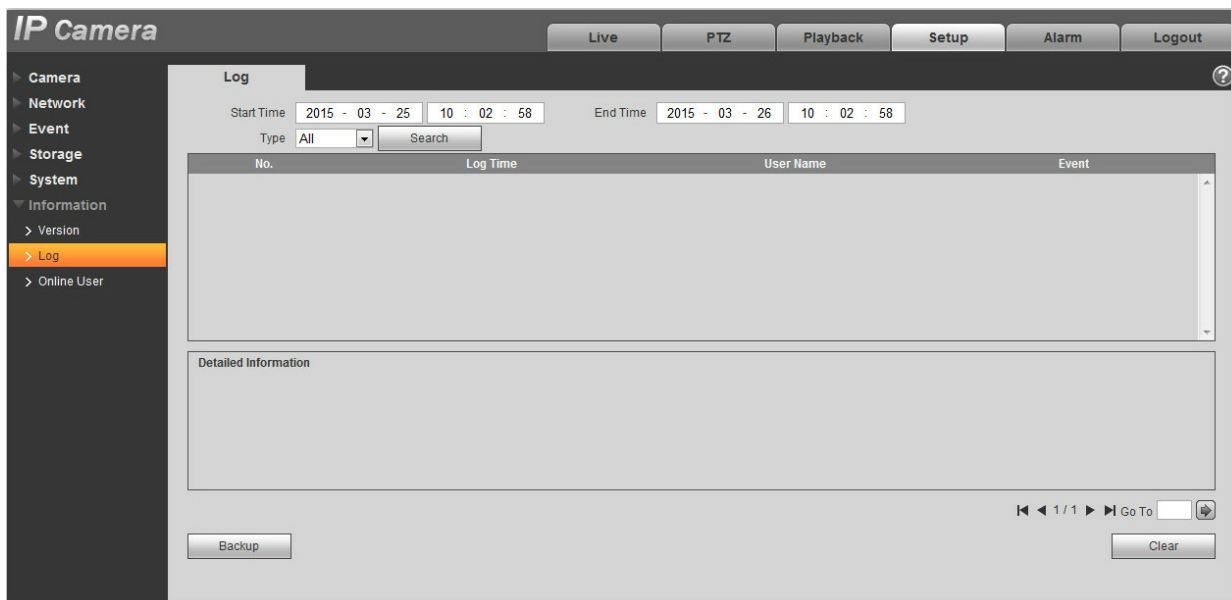 IP Camera
Live PTZ Playback Setup Alarm Logout
Camera
Network
Event
Storage
System
Information
Version
Log
Online User
Log ?
Start Time 2015 - 03 - 25 10 : 02 : 58 End Time 2015 - 03 - 26 10 : 02 : 58
Type All Search
No. Log Time User Name Event
Detailed Information
1 / 1 Go To
Backup Clear